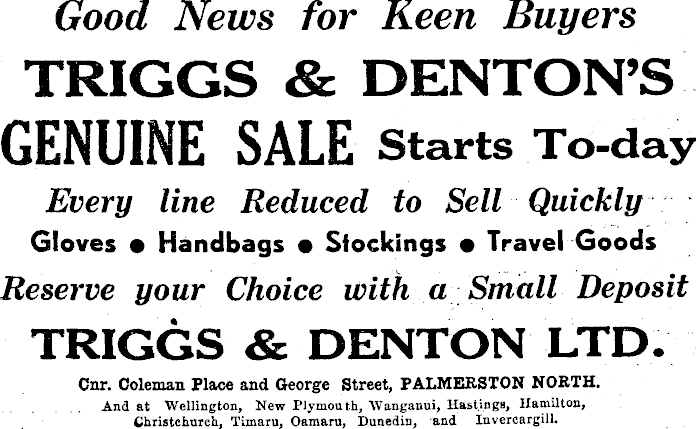 Good News for Keen Buyers
TRIGGS & DENTON'S
GENUINE SALE Starts To-day
Every line Reduced to Sell Quickly
Gloves ● Handbags ● Stockings ● Travel Goods
Reserve your Choice with a Small Deposit
TRIGGS & DENTON LTD.
Cnr. Coleman Place and George Street, PALMERSTON NORTH.
And at Wellington, New Plymouth, Wanganui, Hastings, Hamilton,
Christchurch, Timaru, Oamaru, Dunedin, and Invercargill.